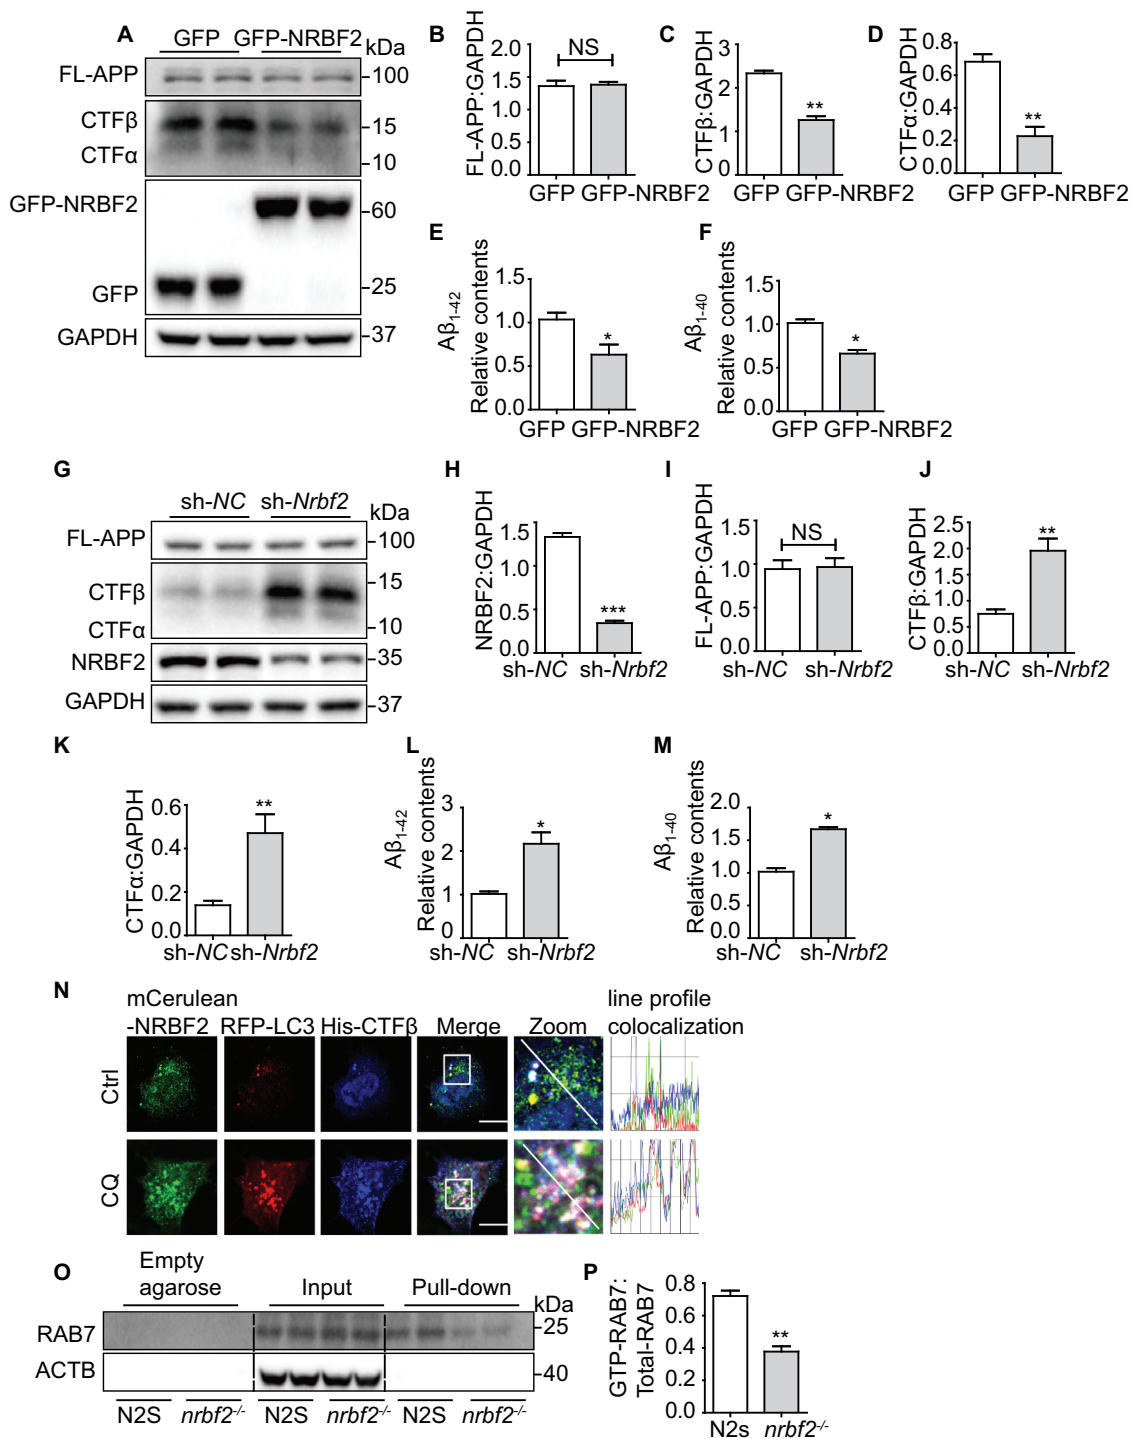 A
GFP GFP-NRBF2
kDa
FL-APP
100
CTFβ
15
CTFα
10
GFP-NRBF2
60
GFP
25
GAPDH
37
B
FL-APP:GAPDH
2.0
1.5
1.0
0.5
0.0
NS
GFP GFP-NRBF2
C
CTFβ:GAPDH
3
2
1
0
**
GFP GFP-NRBF2
D
CTFα:GAPDH
0.8
0.6
0.4
0.2
0.0
**
GFP GFP-NRBF2
E
Aβ1-42
Relative contents
1.5
1.0
0.5
0.0
*
GFP GFP-NRBF2
F
Aβ1-40
Relative contents
1.5
1.0
0.5
0.0
*
GFP GFP-NRBF2
G
sh-NC sh-Nrbf2
kDa
FL-APP
100
CTFβ
15
CTFα
10
NRBF2
35
GAPDH
37
H
NRBF2:GAPDH
1.5
1.0
0.5
0.0
***
sh-NC sh-Nrbf2
I
FL-APP:GAPDH
1.5
1.0
0.5
0.0
NS
sh-NC sh-Nrbf2
J
CTFβ:GAPDH
2.5
2.0
1.5
1.0
0.5
0.0
**
sh-NC sh-Nrbf2
K
CTFα:GAPDH
0.6
0.4
0.2
0.0
**
sh-NC sh-Nrbf2
L
Aβ1-42
Relative contents
3
2
1
0
*
sh-NC sh-Nrbf2
M
Aβ1-40
Relative contents
2.0
1.5
1.0
0.5
0.0
*
sh-NC sh-Nrbf2
N
mCerulean
-NRBF2 RFP-LC3 His-CTFβ Merge Zoom
line profile
colocalization
Ctrl
CQ
O
Empty
agarose
Input
Pull-down
kDa
RAB7
25
ACTB
40
N2S nrbf2-/- N2S nrbf2-/- N2S nrbf2-/-
P
GTP-RAB7:
Total-RAB7
0.8
0.6
0.4
0.2
0.0
**
N2s nrbf2-/-